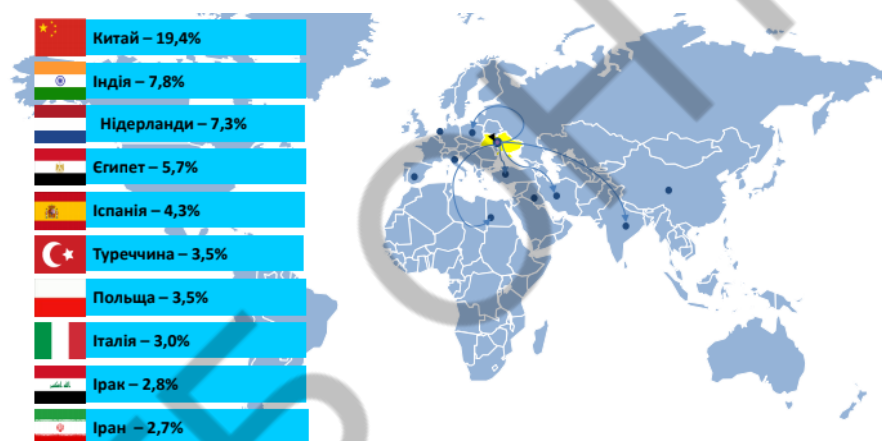 Китай – 19,4%
Індія – 7,8%
Нідерланди – 7,3%
Єгипет – 5,7%
Іспанія – 4,3%
Туреччина – 3,5%
Польща – 3,5%
Італія – 3,0%
Ірак – 2,8%
Іран – 2,7%